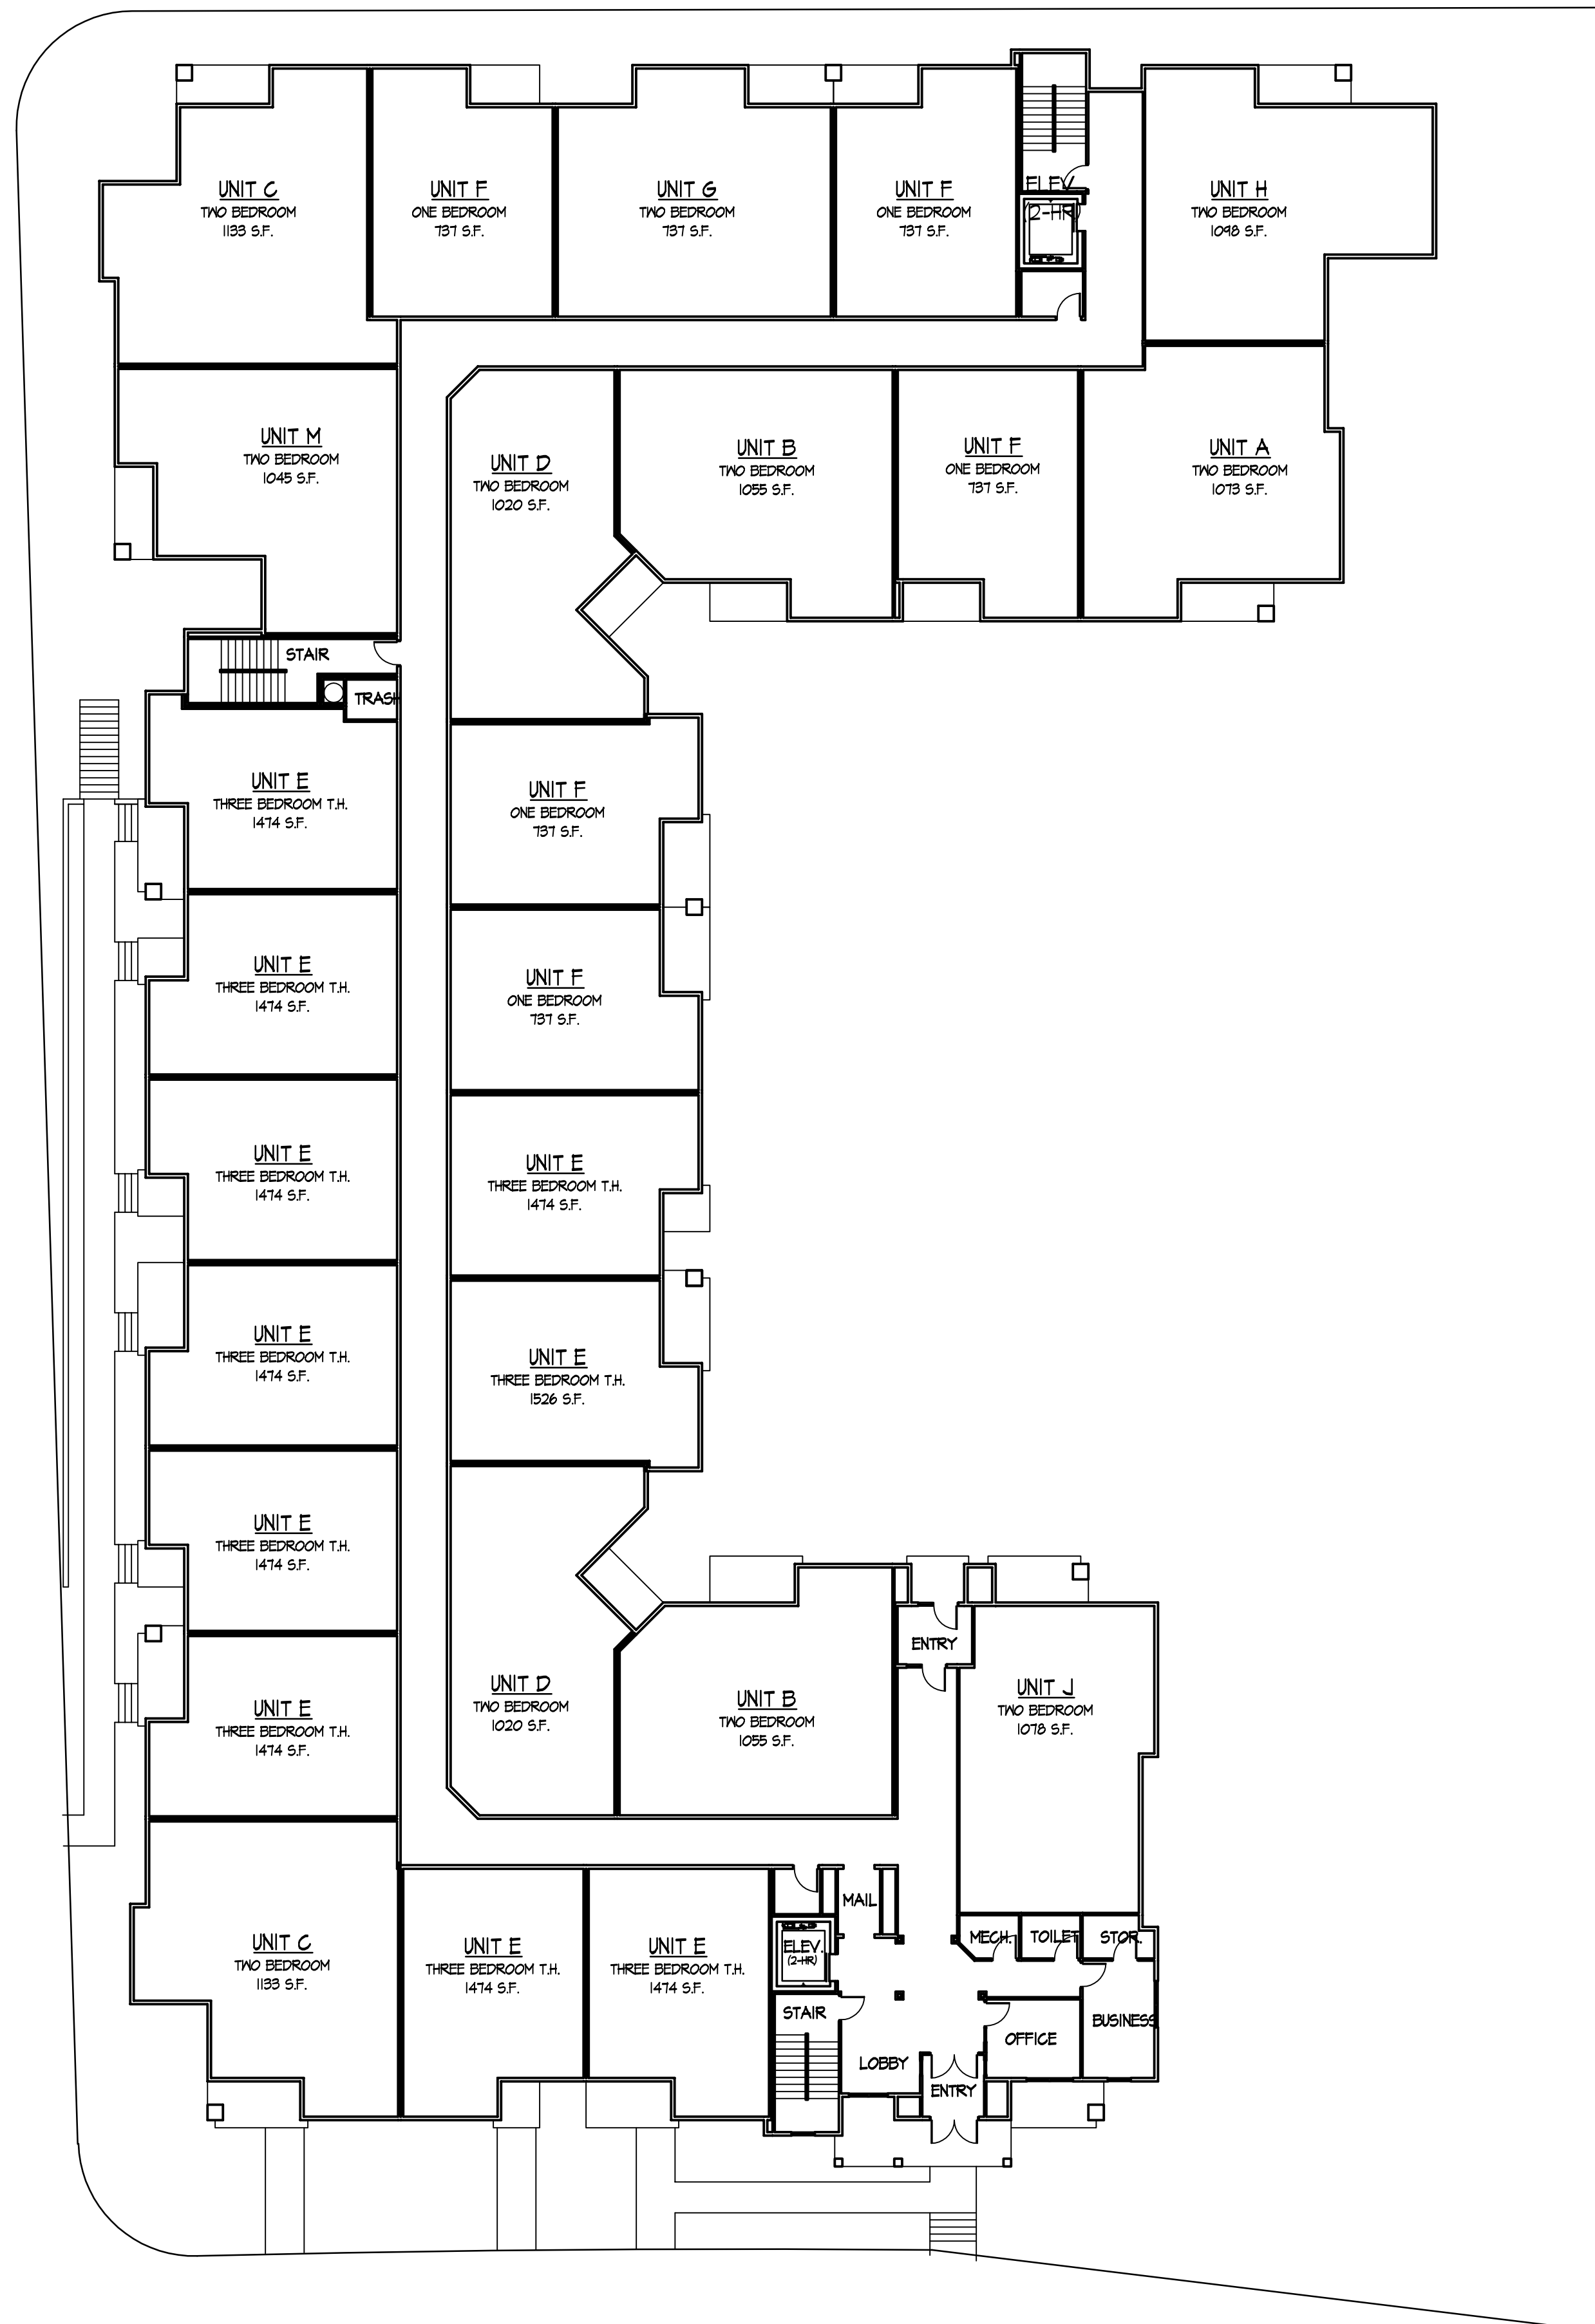 UNIT C
TWO BEDROOM
1133 S.F.
UNIT F
ONE BEDROOM
737 S.F.
UNIT G
TWO BEDROOM
737 S.F.
UNIT F
ONE BEDROOM
737 S.F.
ELEV.
(2-HR)
UNIT H
TWO BEDROOM
1098 S.F.
UNIT M
TWO BEDROOM
1045 S.F.
UNIT D
TWO BEDROOM
1020 S.F.
UNIT B
TWO BEDROOM
1055 S.F.
UNIT F
ONE BEDROOM
737 S.F.
UNIT A
TWO BEDROOM
1073 S.F.
STAIR
TRASH
UNIT E
THREE BEDROOM T.H.
1474 S.F.
UNIT F
ONE BEDROOM
737 S.F.
UNIT E
THREE BEDROOM T.H.
1474 S.F.
UNIT F
ONE BEDROOM
737 S.F.
UNIT E
THREE BEDROOM T.H.
1474 S.F.
UNIT E
THREE BEDROOM T.H.
1474 S.F.
UNIT E
THREE BEDROOM T.H.
1474 S.F.
UNIT E
THREE BEDROOM T.H.
1526 S.F.
UNIT E
THREE BEDROOM T.H.
1474 S.F.
UNIT E
THREE BEDROOM T.H.
1474 S.F.
UNIT D
TWO BEDROOM
1020 S.F.
UNIT B
TWO BEDROOM
1055 S.F.
ENTRY
UNIT J
TWO BEDROOM
1078 S.F.
UNIT C
TWO BEDROOM
1133 S.F.
UNIT E
THREE BEDROOM T.H.
1474 S.F.
UNIT E
THREE BEDROOM T.H.
1474 S.F.
MAIL
ELEV.
(2-HR)
MECH.
TOILET
STOR.
STAIR
LOBBY
ENTRY
OFFICE
BUSINESS